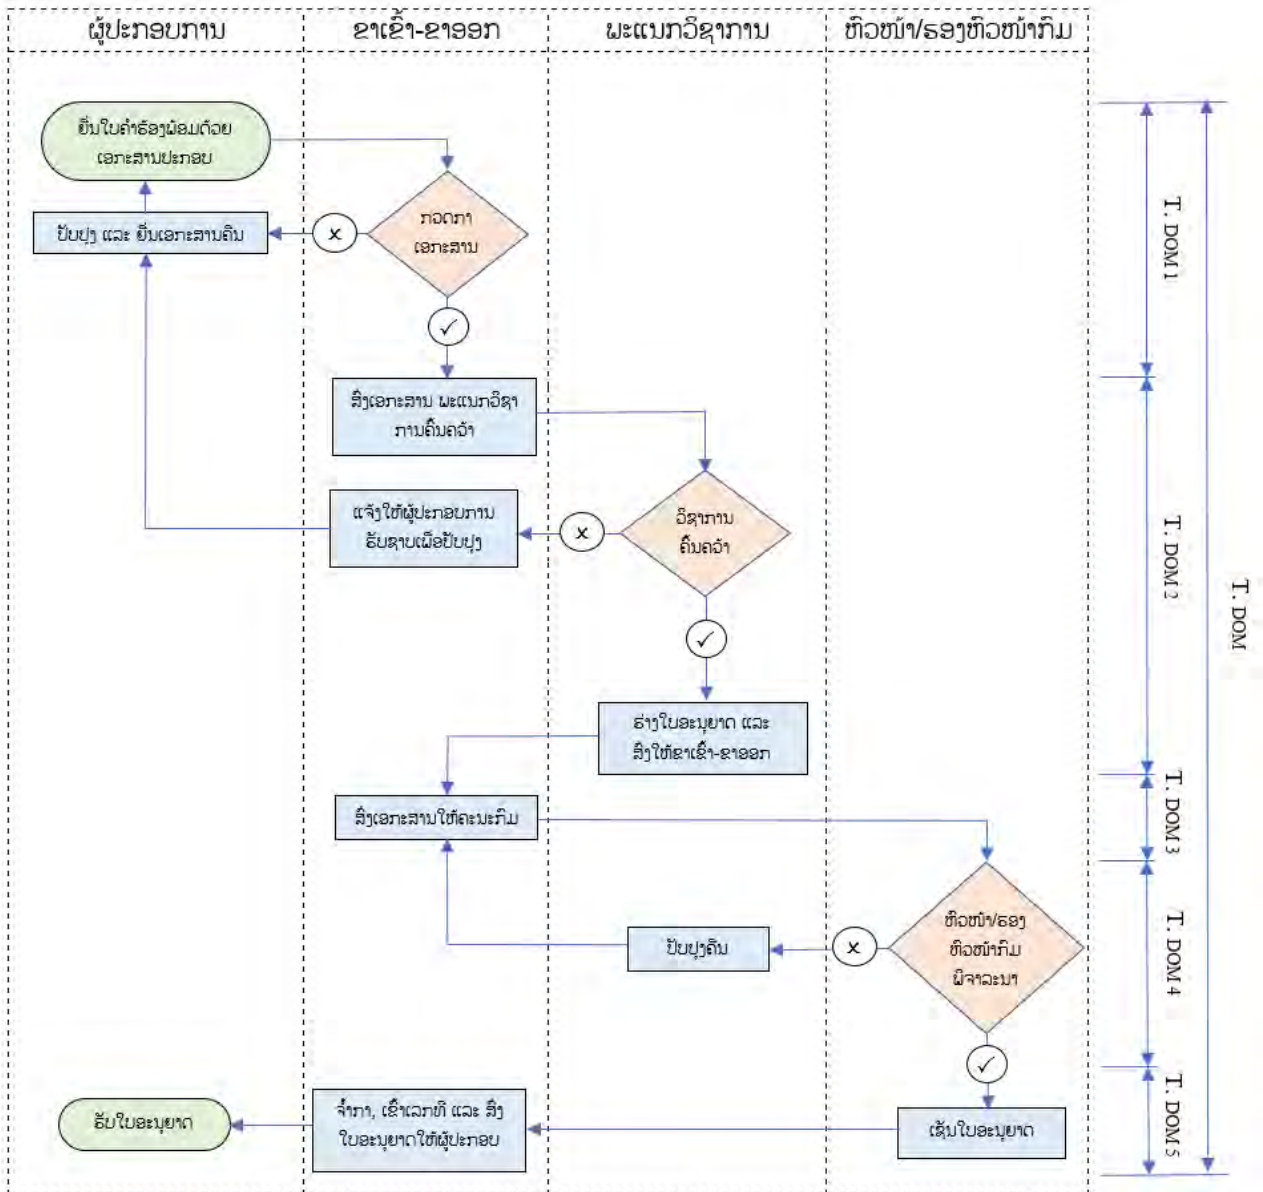 ຜູ້ປະກອບການ
ຂາເຂົ້າ-ຂາອອກ
ພະແນກວິຊາການ
ຫົວໜ້າ/ຮອງຫົວໜ້າກົມ
ຍື່ນໃບຄຳຮ້ອງພ້ອມດ້ວຍ
ເອກະສານປະກອບ
ກວດກາ
ເອກະສານ
x
ປັບປຸງ ແລະ ຍື່ນເອກະສານຄືນ
✓
T. DOM 1
ສົ່ງເອກະສານ ພະແນກວິຊາ
ການຄົ້ນຄວ້າ
ວິຊາການ
ຄົ້ນຄວ້າ
x
ແຈ້ງໃຫ້ຜູ້ປະກອບການ
ຮັບຊາບເພື່ອປັບປຸງ
✓
T. DOM 2
T. DOM
ຮ່າງໃບອະນຸຍາດ ແລະ
ສົ່ງໃຫ້ຂາເຂົ້າ-ຂາອອກ
ສົ່ງເອກະສານໃຫ້ຄະນະກົມ
T. DOM 3
ຫົວໜ້າ/ຮອງ
ຫົວໜ້າກົມ
ພິຈາລະນາ
x
ປັບປຸງຄືນ
T. DOM 4
✓
ເຊັນໃບອະນຸຍາດ
ຈ້ຳກາ, ເຂົ້າເລກທີ ແລະ ສົ່ງ
ໃບອະນຸຍາດໃຫ້ຜູ້ປະກອບ
ຮັບໃບອະນຸຍາດ
T. DOM 5